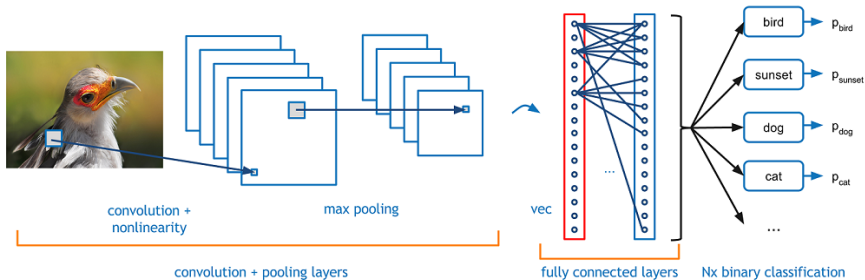 bird
p_bird
sunset
p_sunset
dog
p_dog
cat
p_cat
...
...
convolution +
nonlinearity
max pooling
vec
convolution + pooling layers
fully connected layers
Nx binary classification